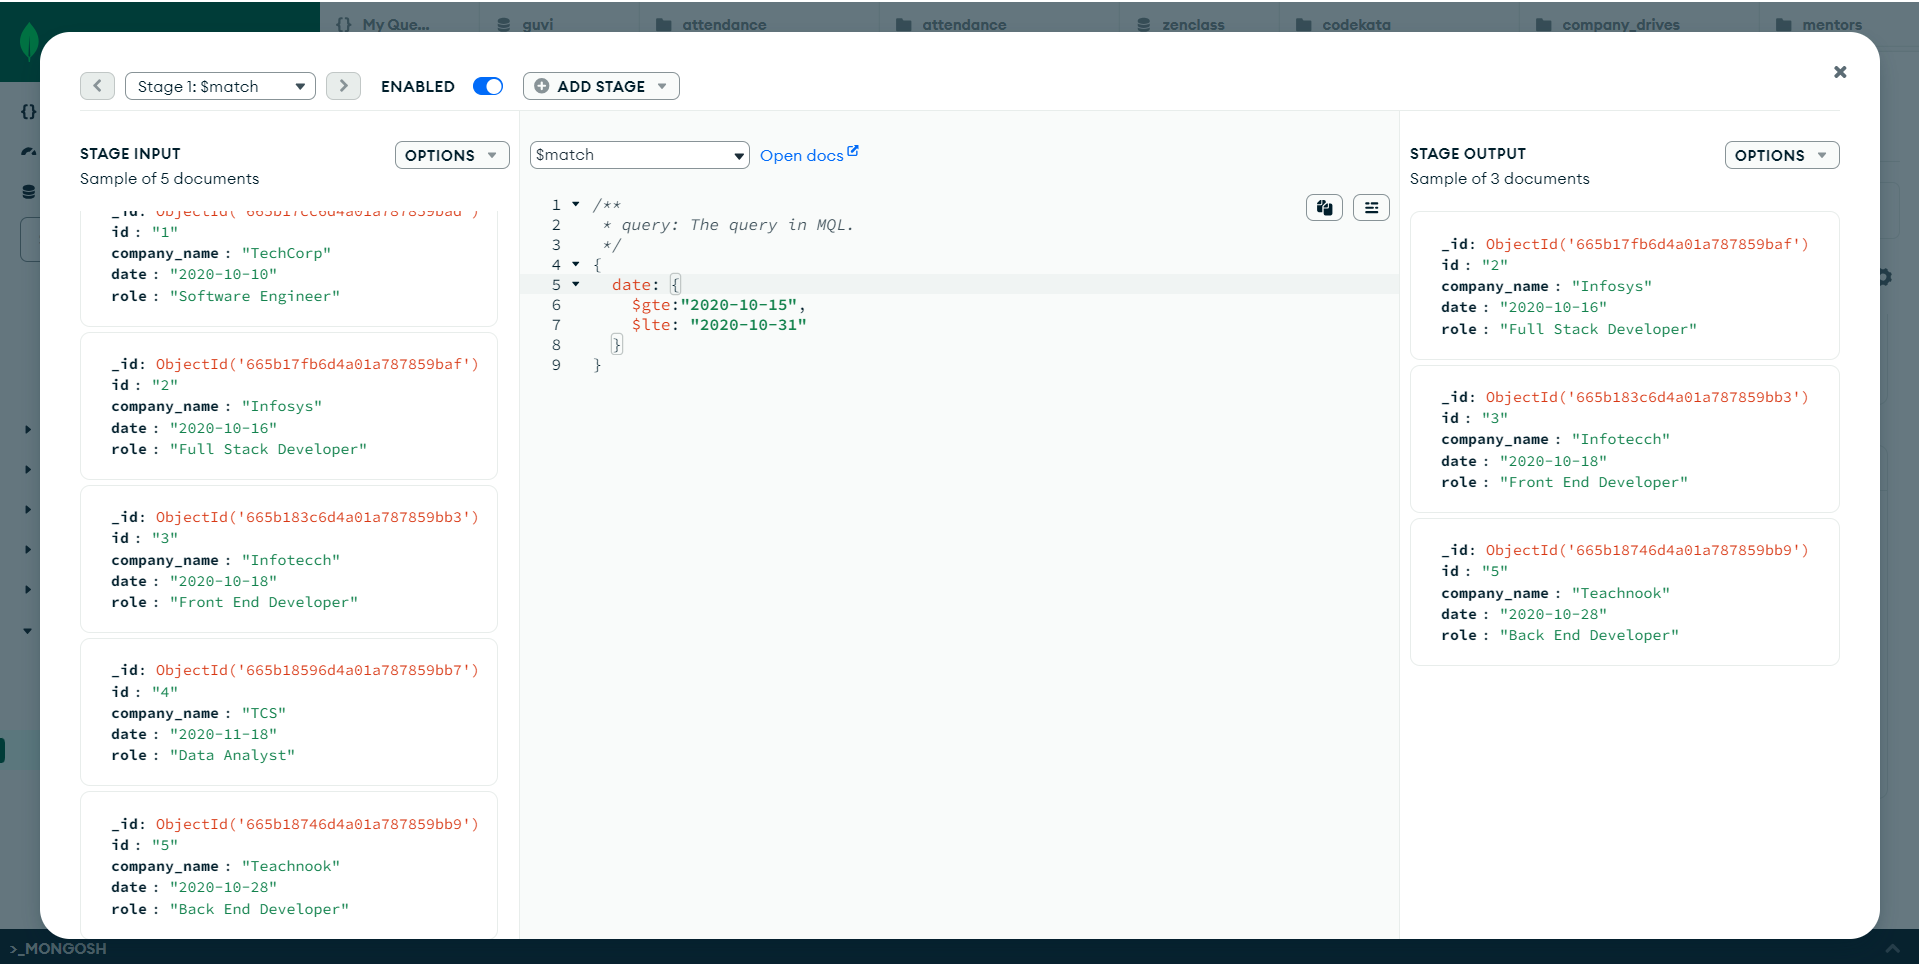 {} My Que...
guvi
attendance
attendance
zenclass
codekata
company_drives
mentors
Stage 1: $match
ENABLED
ADD STAGE
STAGE INPUT
OPTIONS
Sample of 5 documents
_id: ObjectId('665b17cc6d4a01a787859bad')
id : "1"
company_name : "TechCorp"
date : "2020-10-10"
role : "Software Engineer"
_id: ObjectId('665b17fb6d4a01a787859baf')
id : "2"
company_name : "Infosys"
date : "2020-10-16"
role : "Full Stack Developer"
_id: ObjectId('665b183c6d4a01a787859bb3')
id : "3"
company_name : "Infotecch"
date : "2020-10-18"
role : "Front End Developer"
_id: ObjectId('665b18596d4a01a787859bb7')
id : "4"
company_name : "TCS"
date : "2020-11-18"
role : "Data Analyst"
_id: ObjectId('665b18746d4a01a787859bb9')
id : "5"
company_name : "Teachnook"
date : "2020-10-28"
role : "Back End Developer"
$match
Open docs
1 /**
2 * query: The query in MQL.
3 */
4 {
5 date: {
6 $gte:"2020-10-15",
7 $lte: "2020-10-31"
8 }
9 }
STAGE OUTPUT
OPTIONS
Sample of 3 documents
_id: ObjectId('665b17fb6d4a01a787859baf')
id : "2"
company_name : "Infosys"
date : "2020-10-16"
role : "Full Stack Developer"
_id: ObjectId('665b183c6d4a01a787859bb3')
id : "3"
company_name : "Infotecch"
date : "2020-10-18"
role : "Front End Developer"
_id: ObjectId('665b18746d4a01a787859bb9')
id : "5"
company_name : "Teachnook"
date : "2020-10-28"
role : "Back End Developer"
>_MONGOSH